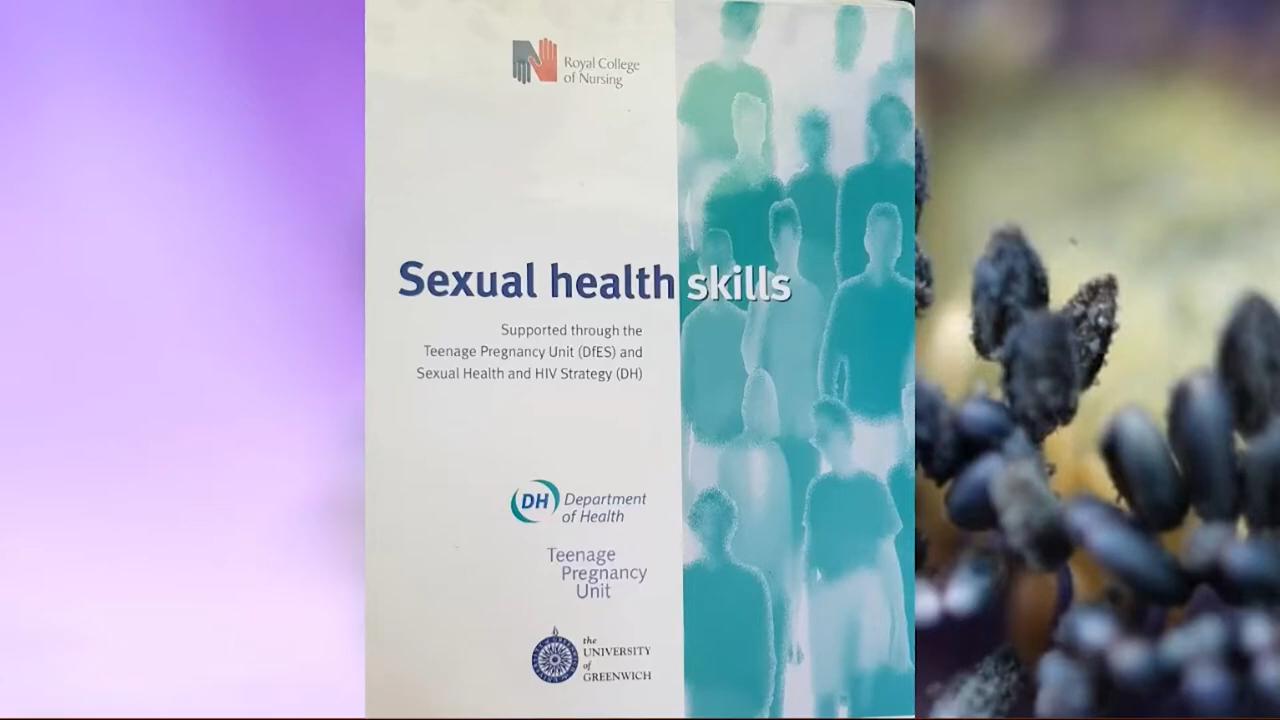 Royal College
of Nursing
Sexual health skills
Supported through the
Teenage Pregnancy Unit (DfES) and
Sexual Health and HIV Strategy (DH)
DH Department
of Health
Teenage
Pregnancy
Unit
the
UNIVERSITY
of
GREENWICH